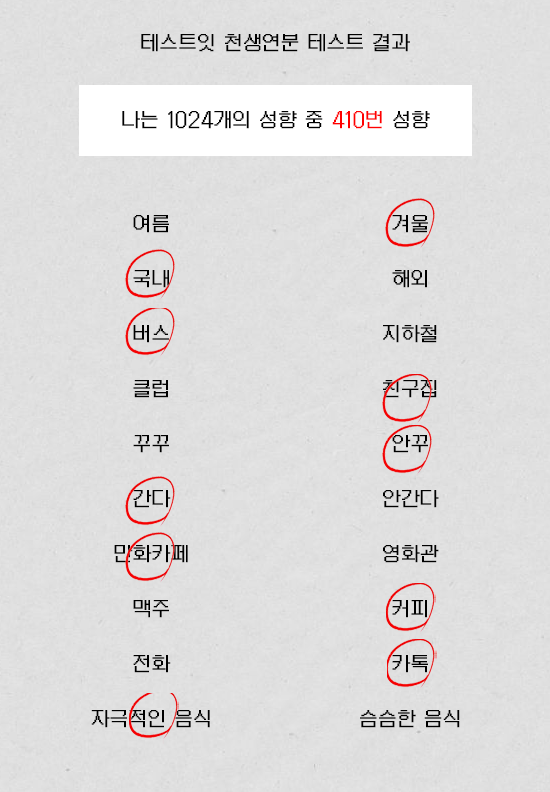 테스트잇 천생연분 테스트 결과
나는 1024개의 성향 중 410번 성향
여름 겨울
국내 해외
버스 지하철
클럽 친구집
꾸꾸 안꾸
간다 안간다
만화카페 영화관
맥주 커피
전화 카톡
자극적인 음식 슴슴한 음식